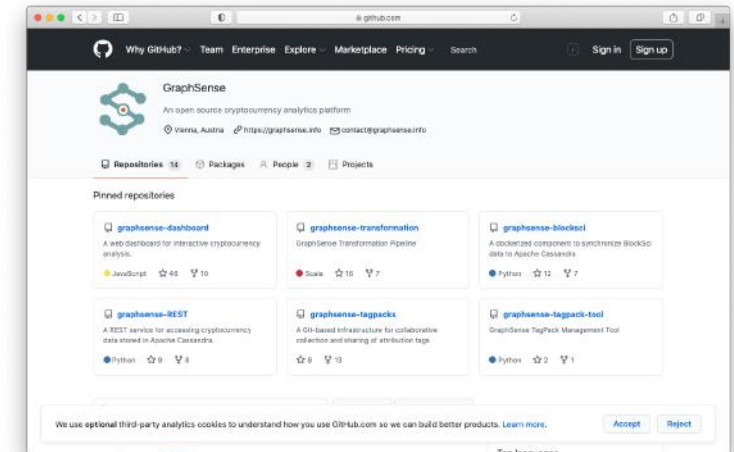 github.com
Why GitHub? Team Enterprise Explore Marketplace Pricing Search Sign in Sign up
GraphSense
An open source cryptocurrency analytics platform
Vienna, Austria https://graphsense.info contact@graphsense.info
Repositories 14 Packages People 2 Projects
Pinned repositories
graphsense-dashboard
A web dashboard for interactive cryptocurrency
analysis.
JavaScript 46 10
graphsense-transformation
GraphSense Transformation Pipeline
Scala 16 7
graphsense-blocksci
A dockerized component to synchronize BlockSci
data to Apache Cassandra
Python 12 7
graphsense-REST
A REST service for accessing cryptocurrency
data stored in Apache Cassandra
Python 9 8
graphsense-tagpacks
A Git-based infrastructure for collaborative
collection and sharing of attribution tags
8 13
graphsense-tagpack-tool
GraphSense TagPack Management Tool
Python 2 1
We use optional third-party analytics cookies to understand how you use GitHub.com so we can build better products. Learn more.
Accept Reject
Top languages